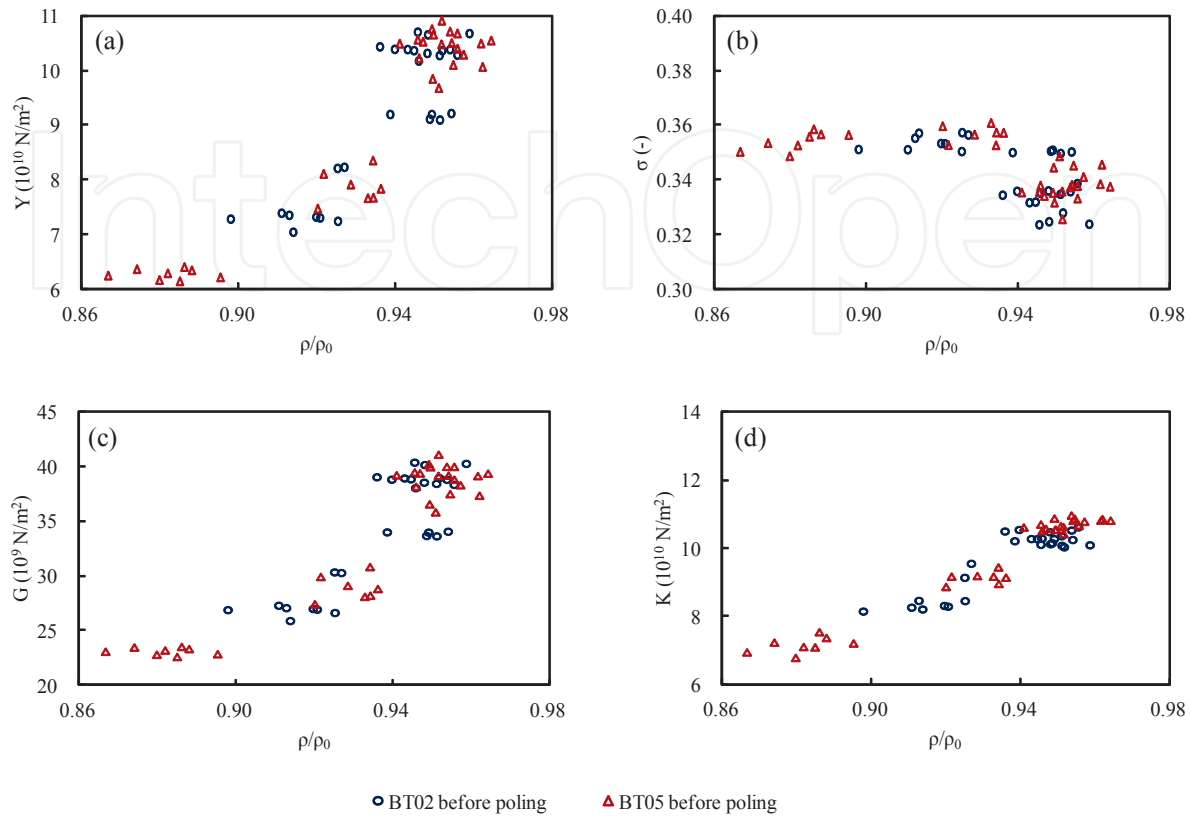 (a)
Y (10¹⁰ N/m²)
11
10
9
8
7
6
0.86 0.90 0.94 0.98
ρ/ρ₀
(b)
σ (-)
0.40
0.38
0.36
0.34
0.32
0.30
0.86 0.90 0.94 0.98
ρ/ρ₀
IntechOpen
(c)
G (10⁹ N/m²)
45
40
35
30
25
20
0.86 0.90 0.94 0.98
ρ/ρ₀
(d)
K (10¹⁰ N/m²)
14
12
10
8
6
0.86 0.90 0.94 0.98
ρ/ρ₀
BT02 before poling BT05 before poling